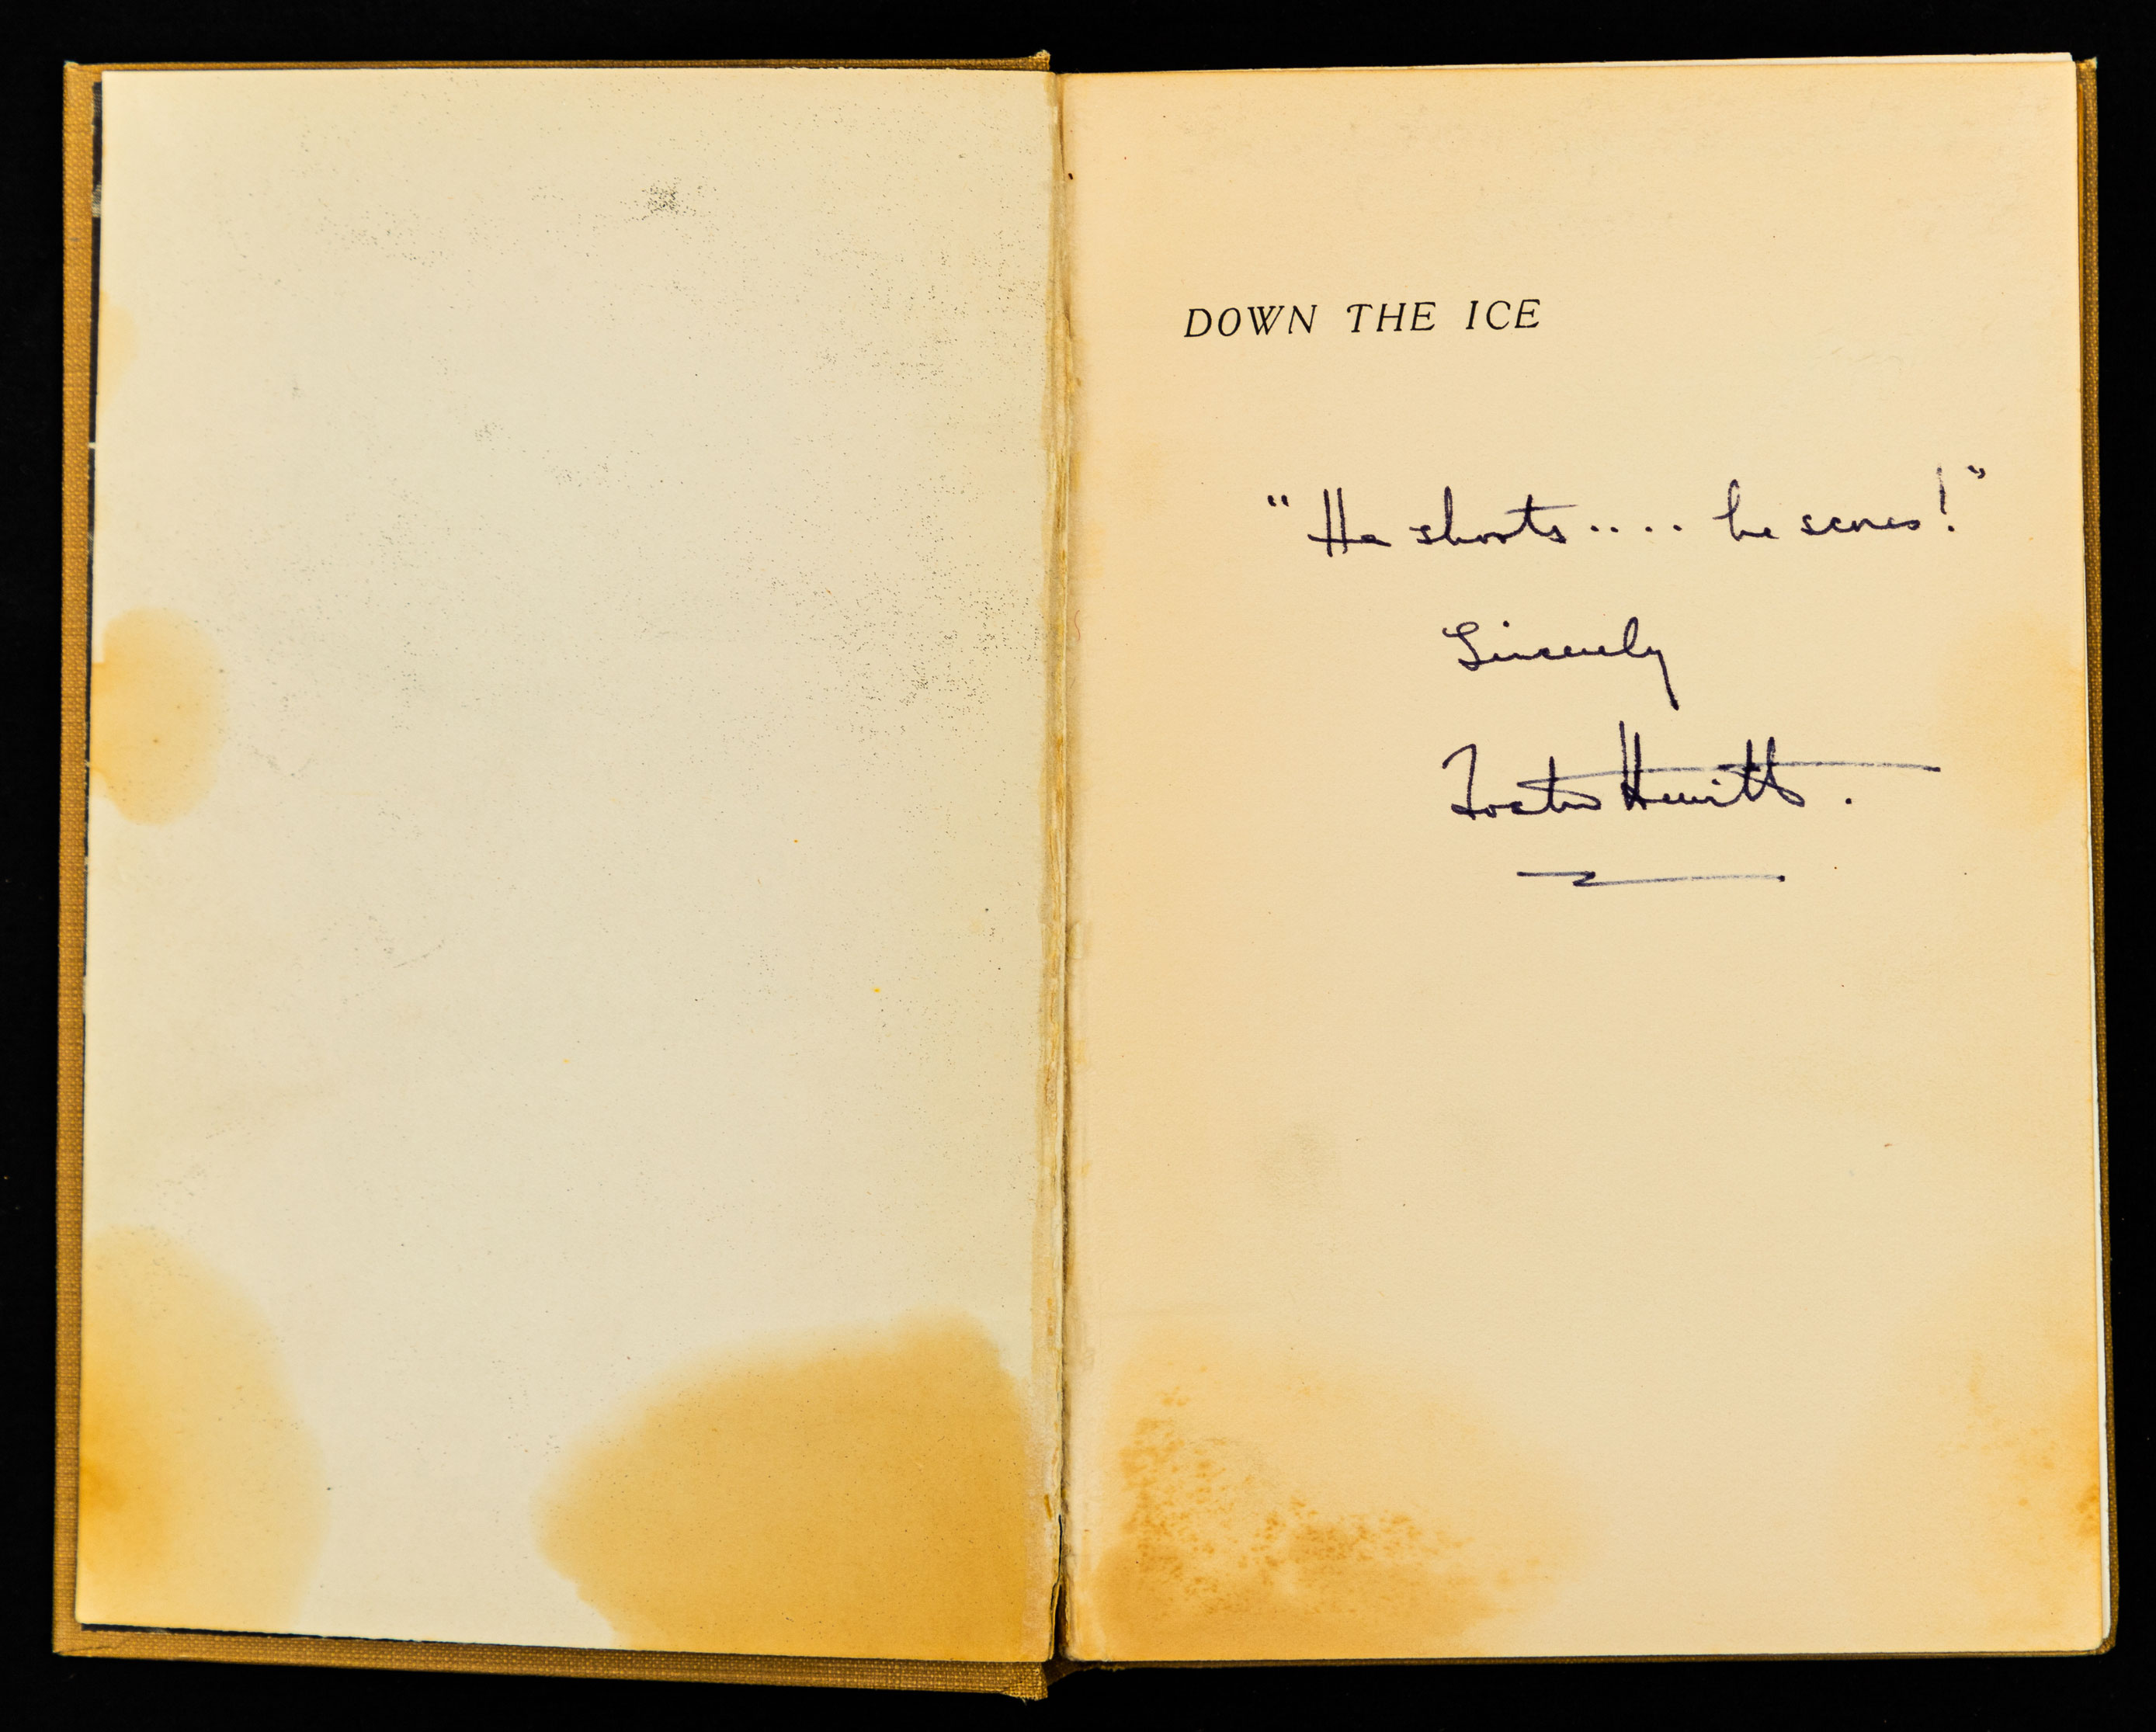 DOWN THE ICE
"He shoots.... he scores!"
Sincerely
Foster Hewitt.